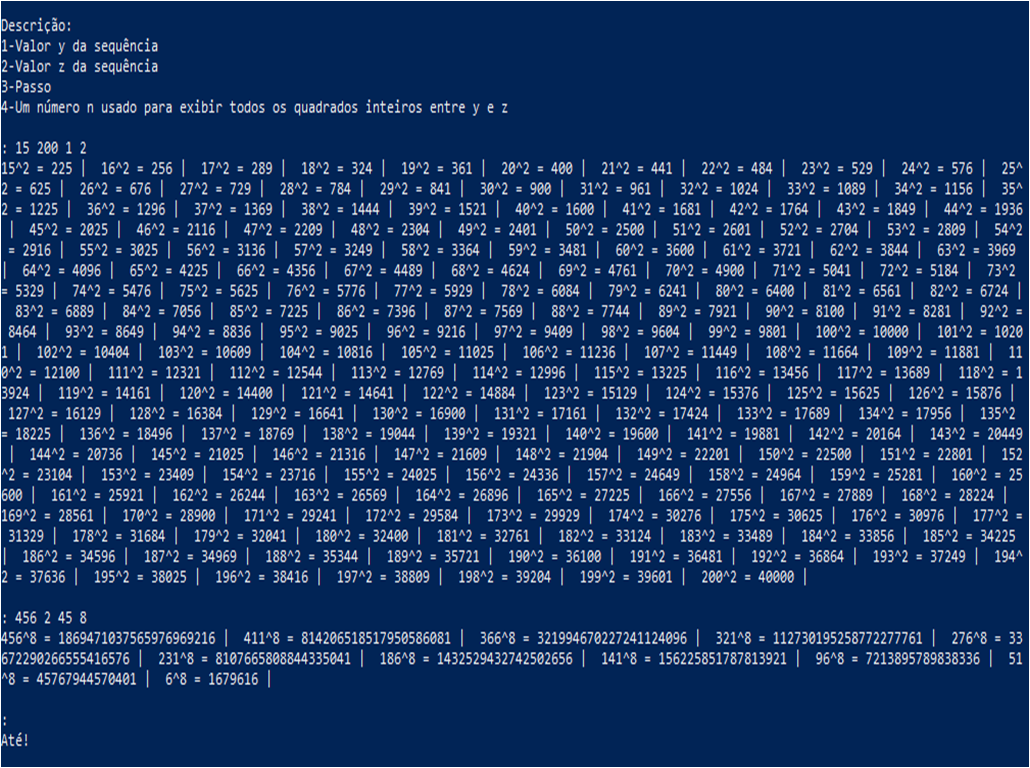 Descrição:
1-Valor y da sequência
2-Valor z da sequência
3-Passo
4-Um número n usado para exibir todos os quadrados inteiros entre y e z
: 15 200 1 2
15^2 = 225 | 16^2 = 256 | 17^2 = 289 | 18^2 = 324 | 19^2 = 361 | 20^2 = 400 | 21^2 = 441 | 22^2 = 484 | 23^2 = 529 | 24^2 = 576 | 25^
2 = 625 | 26^2 = 676 | 27^2 = 729 | 28^2 = 784 | 29^2 = 841 | 30^2 = 900 | 31^2 = 961 | 32^2 = 1024 | 33^2 = 1089 | 34^2 = 1156 | 35^
2 = 1225 | 36^2 = 1296 | 37^2 = 1369 | 38^2 = 1444 | 39^2 = 1521 | 40^2 = 1600 | 41^2 = 1681 | 42^2 = 1764 | 43^2 = 1849 | 44^2 = 1936
| 45^2 = 2025 | 46^2 = 2116 | 47^2 = 2209 | 48^2 = 2304 | 49^2 = 2401 | 50^2 = 2500 | 51^2 = 2601 | 52^2 = 2704 | 53^2 = 2809 | 54^2
= 2916 | 55^2 = 3025 | 56^2 = 3136 | 57^2 = 3249 | 58^2 = 3364 | 59^2 = 3481 | 60^2 = 3600 | 61^2 = 3721 | 62^2 = 3844 | 63^2 = 3969
| 64^2 = 4096 | 65^2 = 4225 | 66^2 = 4356 | 67^2 = 4489 | 68^2 = 4624 | 69^2 = 4761 | 70^2 = 4900 | 71^2 = 5041 | 72^2 = 5184 | 73^2
= 5329 | 74^2 = 5476 | 75^2 = 5625 | 76^2 = 5776 | 77^2 = 5929 | 78^2 = 6084 | 79^2 = 6241 | 80^2 = 6400 | 81^2 = 6561 | 82^2 = 6724 |
83^2 = 6889 | 84^2 = 7056 | 85^2 = 7225 | 86^2 = 7396 | 87^2 = 7569 | 88^2 = 7744 | 89^2 = 7921 | 90^2 = 8100 | 91^2 = 8281 | 92^2 =
8464 | 93^2 = 8649 | 94^2 = 8836 | 95^2 = 9025 | 96^2 = 9216 | 97^2 = 9409 | 98^2 = 9604 | 99^2 = 9801 | 100^2 = 10000 | 101^2 = 1020
1 | 102^2 = 10404 | 103^2 = 10609 | 104^2 = 10816 | 105^2 = 11025 | 106^2 = 11236 | 107^2 = 11449 | 108^2 = 11664 | 109^2 = 11881 | 11
0^2 = 12100 | 111^2 = 12321 | 112^2 = 12544 | 113^2 = 12769 | 114^2 = 12996 | 115^2 = 13225 | 116^2 = 13456 | 117^2 = 13689 | 118^2 = 1
3924 | 119^2 = 14161 | 120^2 = 14400 | 121^2 = 14641 | 122^2 = 14884 | 123^2 = 15129 | 124^2 = 15376 | 125^2 = 15625 | 126^2 = 15876 |
127^2 = 16129 | 128^2 = 16384 | 129^2 = 16641 | 130^2 = 16900 | 131^2 = 17161 | 132^2 = 17424 | 133^2 = 17689 | 134^2 = 17956 | 135^2
= 18225 | 136^2 = 18496 | 137^2 = 18769 | 138^2 = 19044 | 139^2 = 19321 | 140^2 = 19600 | 141^2 = 19881 | 142^2 = 20164 | 143^2 = 20449
| 144^2 = 20736 | 145^2 = 21025 | 146^2 = 21316 | 147^2 = 21609 | 148^2 = 21904 | 149^2 = 22201 | 150^2 = 22500 | 151^2 = 22801 | 152
^2 = 23104 | 153^2 = 23409 | 154^2 = 23716 | 155^2 = 24025 | 156^2 = 24336 | 157^2 = 24649 | 158^2 = 24964 | 159^2 = 25281 | 160^2 = 25
600 | 161^2 = 25921 | 162^2 = 26244 | 163^2 = 26569 | 164^2 = 26896 | 165^2 = 27225 | 166^2 = 27556 | 167^2 = 27889 | 168^2 = 28224 |
169^2 = 28561 | 170^2 = 28900 | 171^2 = 29241 | 172^2 = 29584 | 173^2 = 29929 | 174^2 = 30276 | 175^2 = 30625 | 176^2 = 30976 | 177^2 =
31329 | 178^2 = 31684 | 179^2 = 32041 | 180^2 = 32400 | 181^2 = 32761 | 182^2 = 33124 | 183^2 = 33489 | 184^2 = 33856 | 185^2 = 34225
| 186^2 = 34596 | 187^2 = 34969 | 188^2 = 35344 | 189^2 = 35721 | 190^2 = 36100 | 191^2 = 36481 | 192^2 = 36864 | 193^2 = 37249 | 194^
2 = 37636 | 195^2 = 38025 | 196^2 = 38416 | 197^2 = 38809 | 198^2 = 39204 | 199^2 = 39601 | 200^2 = 40000 |
: 456 2 45 8
456^8 = 1869471037565976969216 | 411^8 = 814206518517950586081 | 366^8 = 321994670227241124096 | 321^8 = 112730195258772277761 | 276^8 = 33
672290266555416576 | 231^8 = 8107665808844335041 | 186^8 = 1432529432742502656 | 141^8 = 156225851787813921 | 96^8 = 7213895789838336 | 51
^8 = 45767944570401 | 6^8 = 1679616 |
:
Até!